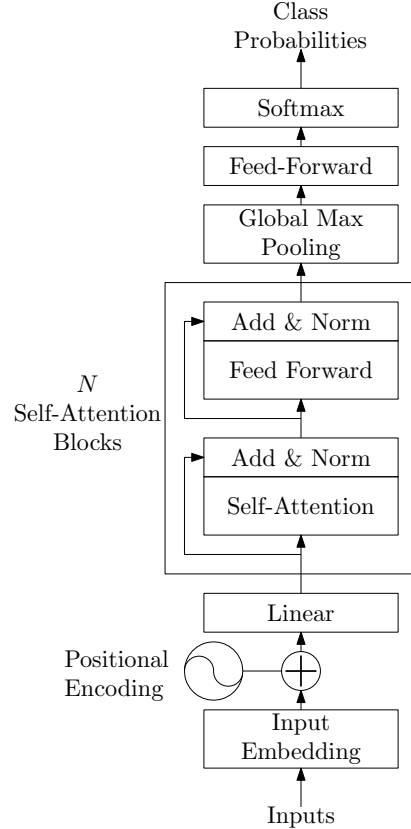 Class
Probabilities
Softmax
Feed-Forward
Global Max
Pooling
Add & Norm
Feed Forward
N
Self-Attention
Blocks
Add & Norm
Self-Attention
Linear
Positional
Encoding
Input
Embedding
Inputs